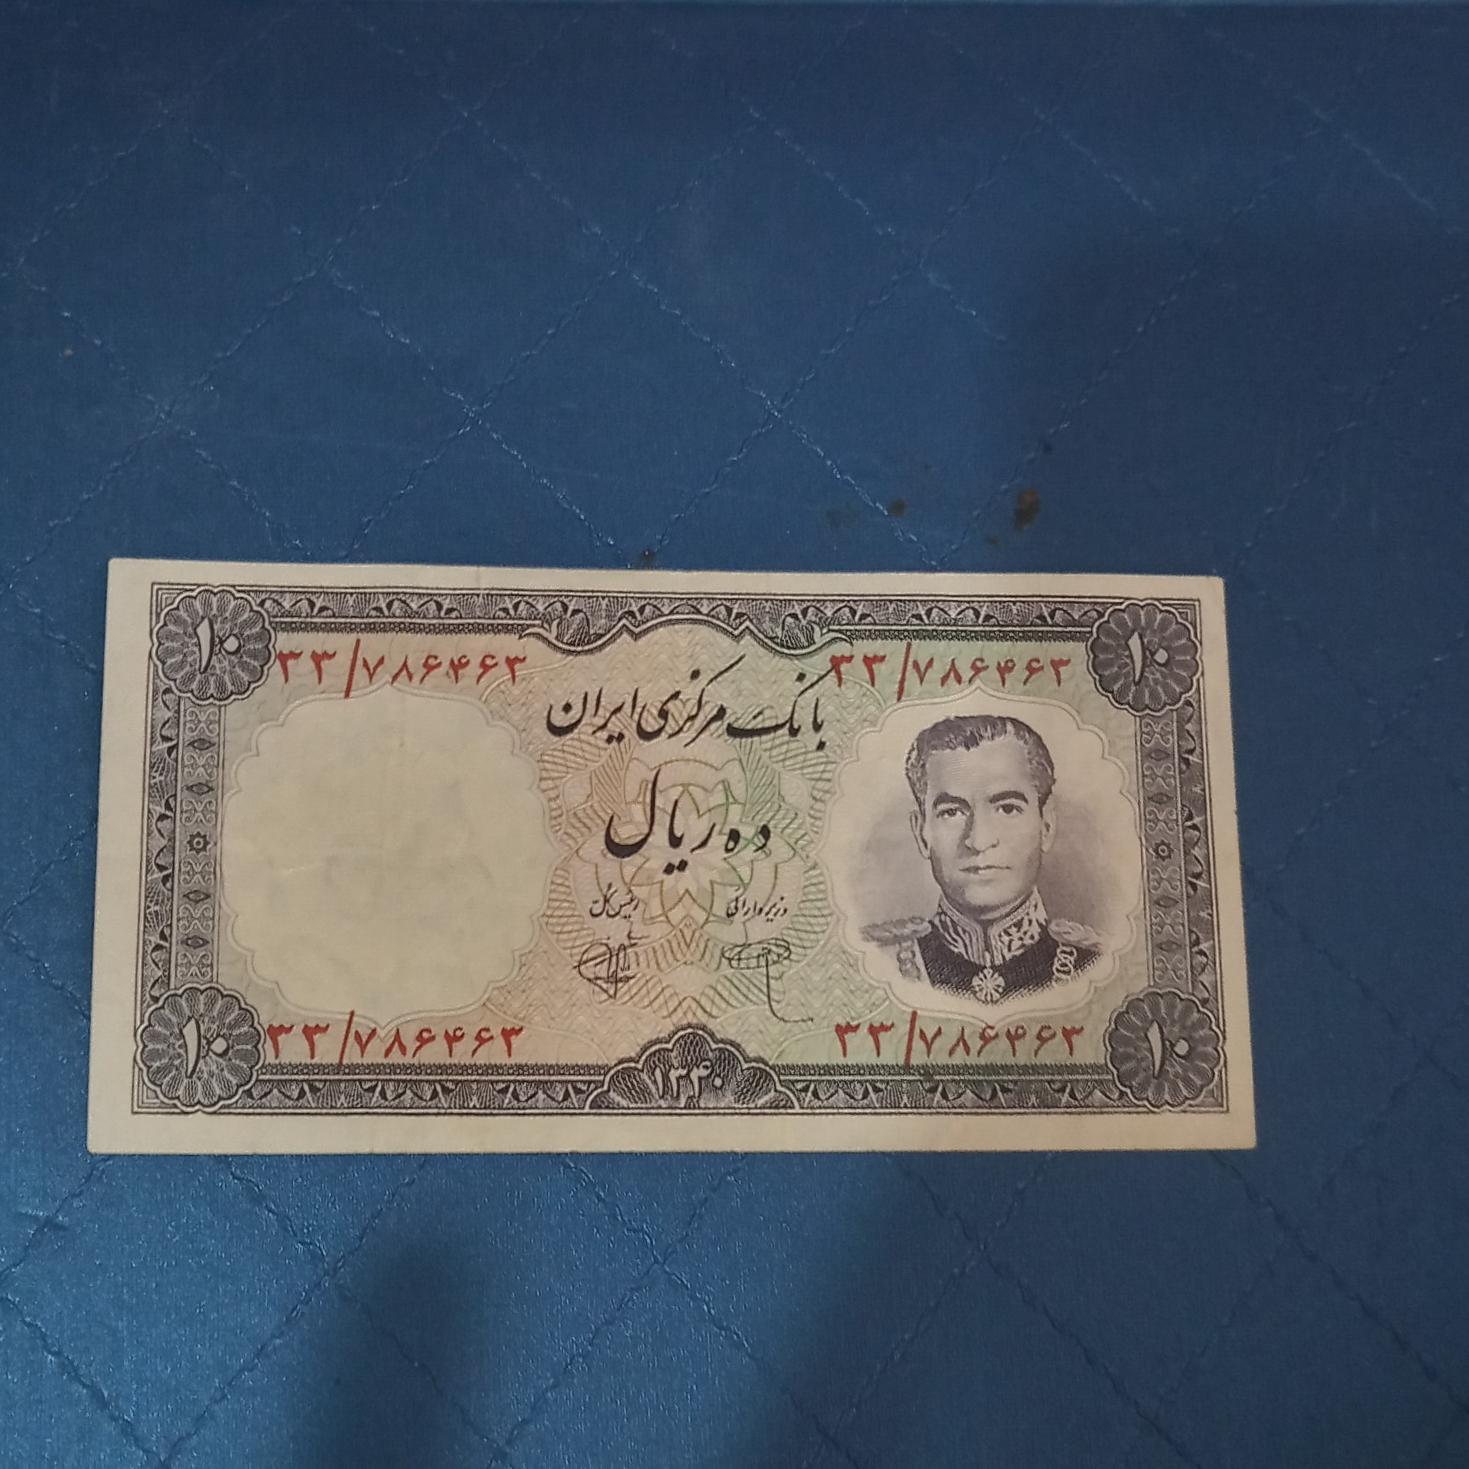 ۱۰ ۱۰
۳۳/۷۸۶۴۶۳ ۳۳/۷۸۶۴۶۳
بانک مرکزی ایران
ده ریال
وزیر دارائی رئیس کل
۳۳/۷۸۶۴۶۳ ۳۳/۷۸۶۴۶۳
۱۰ ۱۳۴۰ ۱۰